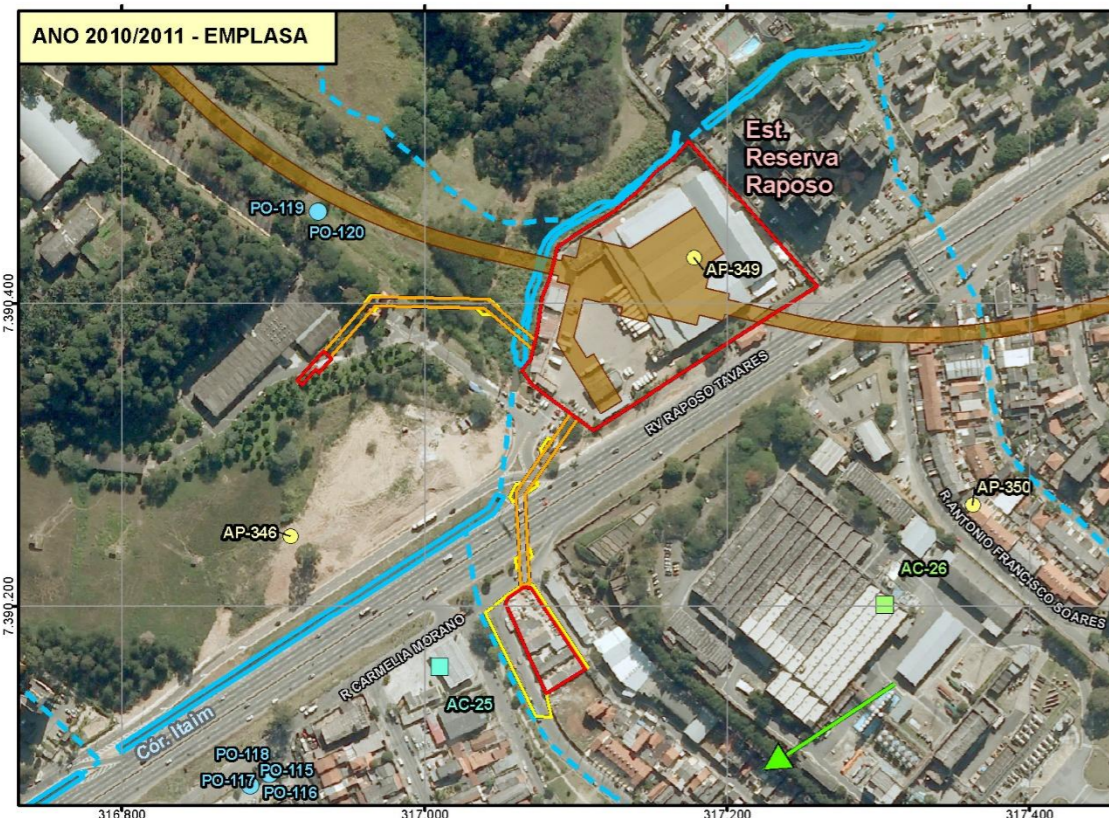 ANO 2010/2011 - EMPLASA
Est.
Reserva
Raposo
PO-119
PO-120
AP-349
7.390.400
RV RAPOSO TAVARES
AP-350
AP-346
AC-26
R ANTONIO FRANCISCO SOARES
7.390.200
R CARMELIA MORANO
AC-25
Cór. Itaim
PO-118
PO-115
PO-117
PO-116
316.800
317.000
317.200
317.400